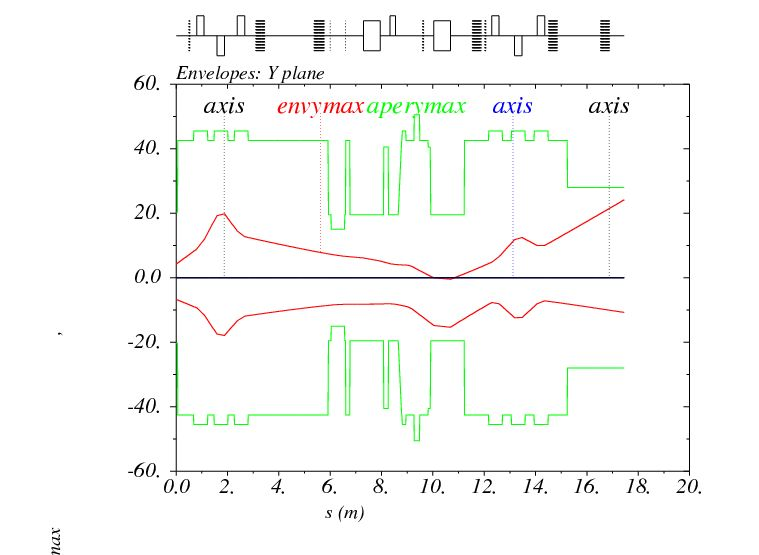 Envelopes: Y plane
axis envymax aperymax axis axis
60.
40.
20.
0.0
-20.
-40.
-60.
0.0 2. 4. 6. 8. 10. 12. 14. 16. 18. 20.
s (m)
,
max